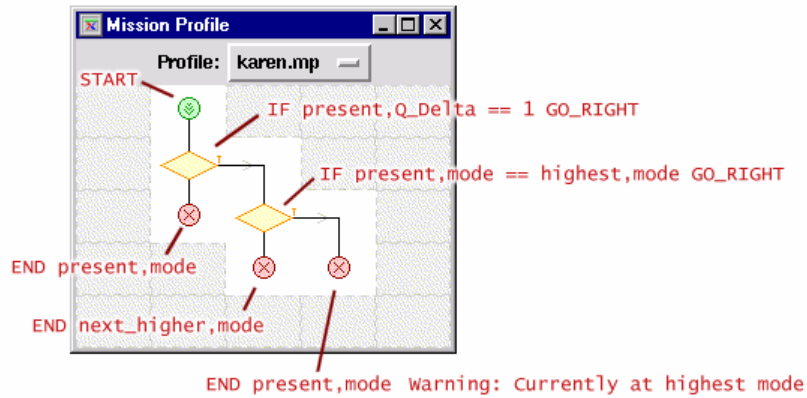 Mission Profile
Profile: karen.mp
START
IF present,Q_Delta == 1 GO_RIGHT
T
IF present,mode == highest,mode GO_RIGHT
T
END present,mode
END next_higher,mode
END present,mode Warning: Currently at highest mode